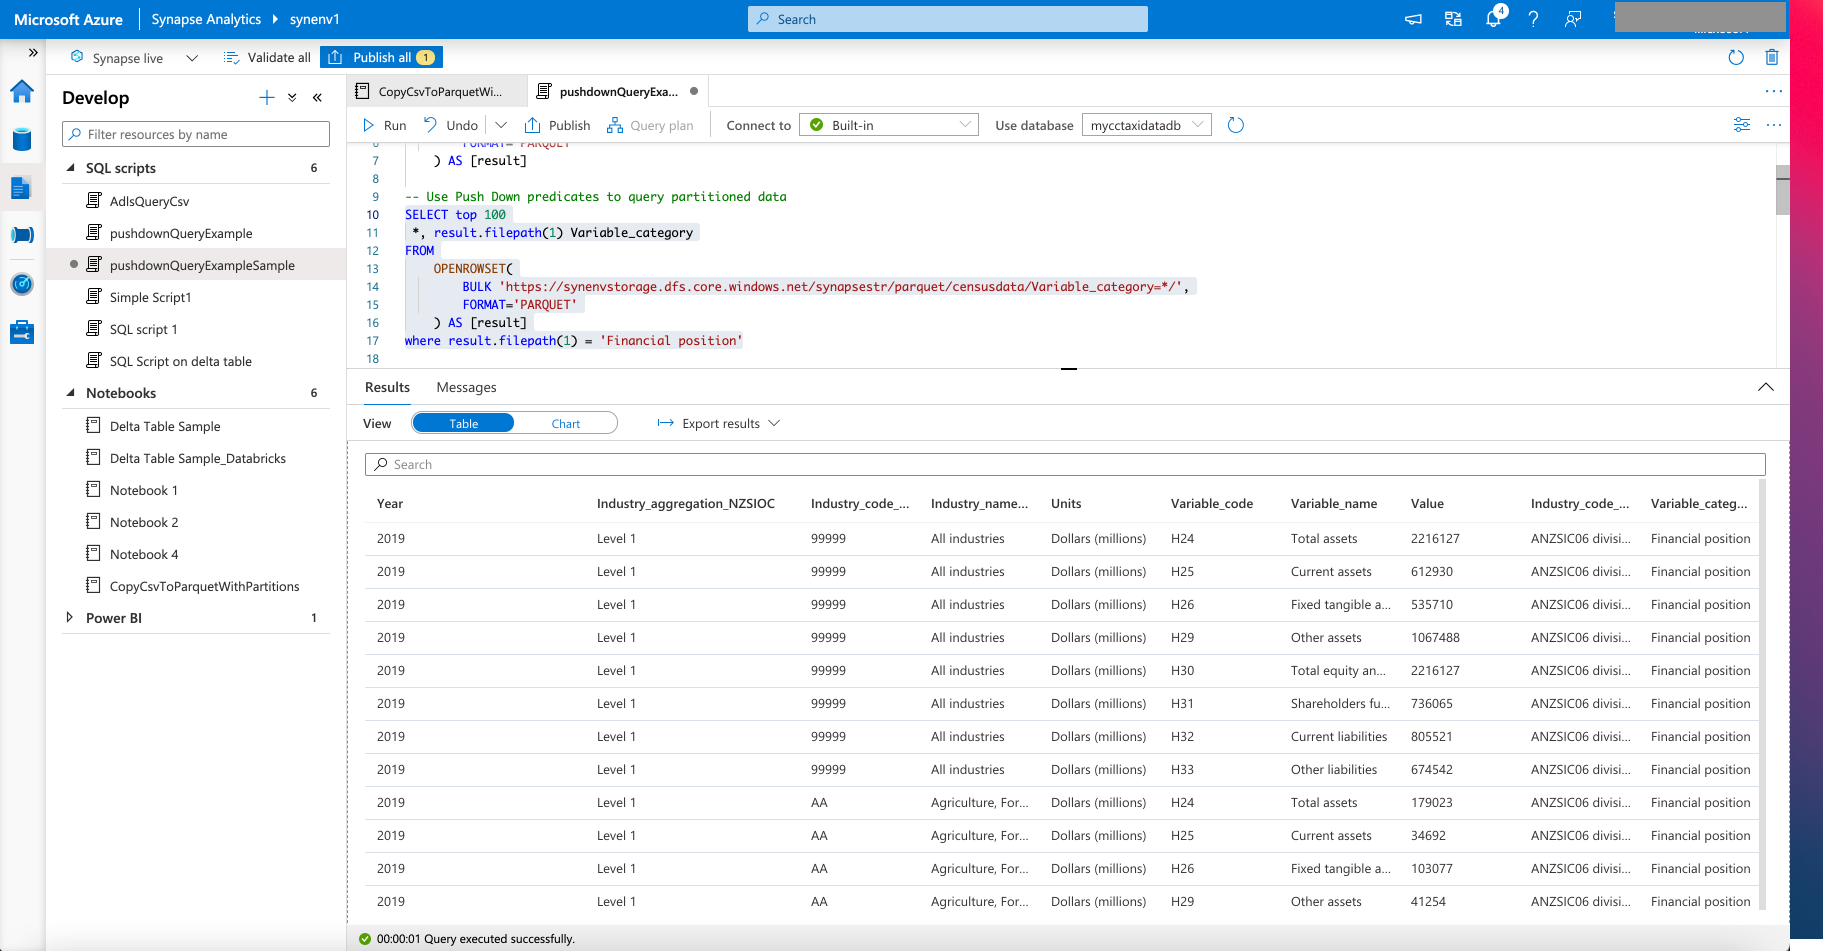 Microsoft Azure
Synapse Analytics
synenv1
Search
4
Synapse live
Validate all
Publish all
1
Develop
Filter resources by name
SQL scripts 6
AdlsQueryCsv
pushdownQueryExample
pushdownQueryExampleSample
Simple Script1
SQL script 1
SQL Script on delta table
Notebooks 6
Delta Table Sample
Delta Table Sample_Databricks
Notebook 1
Notebook 2
Notebook 4
CopyCsvToParquetWithPartitions
Power BI 1
CopyCsvToParquetWi...
pushdownQueryExa...
Run
Undo
Publish
Query plan
Connect to
Built-in
Use database
mycctaxidatadb
6 FORMAT='PARQUET'
7 ) AS [result]
8
9 -- Use Push Down predicates to query partitioned data
10 SELECT top 100
11 *, result.filepath(1) Variable_category
12 FROM
13 OPENROWSET(
14 BULK 'https://synenvstorage.dfs.core.windows.net/synapsestr/parquet/censusdata/Variable_category=*/',
15 FORMAT='PARQUET'
16 ) AS [result]
17 where result.filepath(1) = 'Financial position'
18
Results
Messages
View
Table
Chart
Export results
Search
Year Industry_aggregation_NZSIOC Industry_code_... Industry_name... Units Variable_code Variable_name Value Industry_code_... Variable_categ...
2019 Level 1 99999 All industries Dollars (millions) H24 Total assets 2216127 ANZSIC06 divisi... Financial position
2019 Level 1 99999 All industries Dollars (millions) H25 Current assets 612930 ANZSIC06 divisi... Financial position
2019 Level 1 99999 All industries Dollars (millions) H26 Fixed tangible a... 535710 ANZSIC06 divisi... Financial position
2019 Level 1 99999 All industries Dollars (millions) H29 Other assets 1067488 ANZSIC06 divisi... Financial position
2019 Level 1 99999 All industries Dollars (millions) H30 Total equity an... 2216127 ANZSIC06 divisi... Financial position
2019 Level 1 99999 All industries Dollars (millions) H31 Shareholders fu... 736065 ANZSIC06 divisi... Financial position
2019 Level 1 99999 All industries Dollars (millions) H32 Current liabilities 805521 ANZSIC06 divisi... Financial position
2019 Level 1 99999 All industries Dollars (millions) H33 Other liabilities 674542 ANZSIC06 divisi... Financial position
2019 Level 1 AA Agriculture, For... Dollars (millions) H24 Total assets 179023 ANZSIC06 divisi... Financial position
2019 Level 1 AA Agriculture, For... Dollars (millions) H25 Current assets 34692 ANZSIC06 divisi... Financial position
2019 Level 1 AA Agriculture, For... Dollars (millions) H26 Fixed tangible a... 103077 ANZSIC06 divisi... Financial position
2019 Level 1 AA Agriculture, For... Dollars (millions) H29 Other assets 41254 ANZSIC06 divisi... Financial position
00:00:01 Query executed successfully.